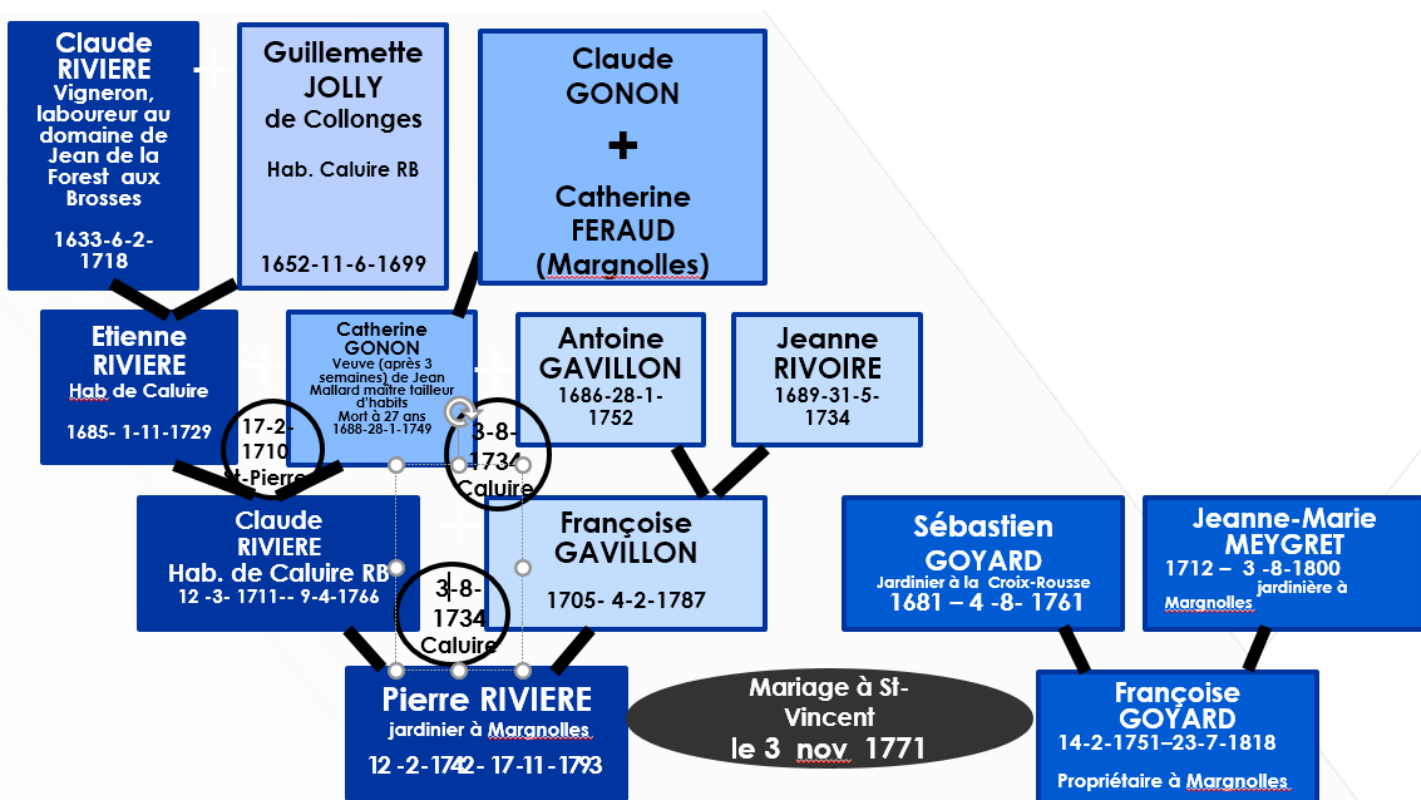 Claude
RIVIERE
Vigneron,
laboureur au
domaine de
Jean de la
Forest aux
Brosses
1633-6-2-
1718
+
Guillemette
JOLLY
de Collonges
Hab. Caluire RB
1652-11-6-1699
Claude
GONON
+
Catherine
FERAUD
(Margnolles)
Etienne
RIVIERE
Hab de Caluire
1685- 1-11-1729
+
17-2-
1710
St-Pierre
Catherine
GONON
Veuve (après 3
semaines) de Jean
Mallard maître tailleur
d'habits
Mort à 27 ans
1688-28-1-1749
+
3-8-
1734
Caluire
Antoine
GAVILLON
1686-28-1-
1752
Jeanne
RIVOIRE
1689-31-5-
1734
Claude
RIVIERE
Hab. de Caluire RB
12 -3- 1711-- 9-4-1766
+
3-8-
1734
Caluire
Françoise
GAVILLON
1705- 4-2-1787
Sébastien
GOYARD
Jardinier à la Croix-Rousse
1681 – 4 -8- 1761
Jeanne-Marie
MEYGRET
1712 – 3 -8-1800
jardinière à
Margnolles
Pierre RIVIERE
jardinier à Margnolles
12 -2-1742- 17-11 -1793
Mariage à St-
Vincent
le 3 nov 1771
Françoise
GOYARD
14-2-1751–23-7-1818
Propriétaire à Margnolles